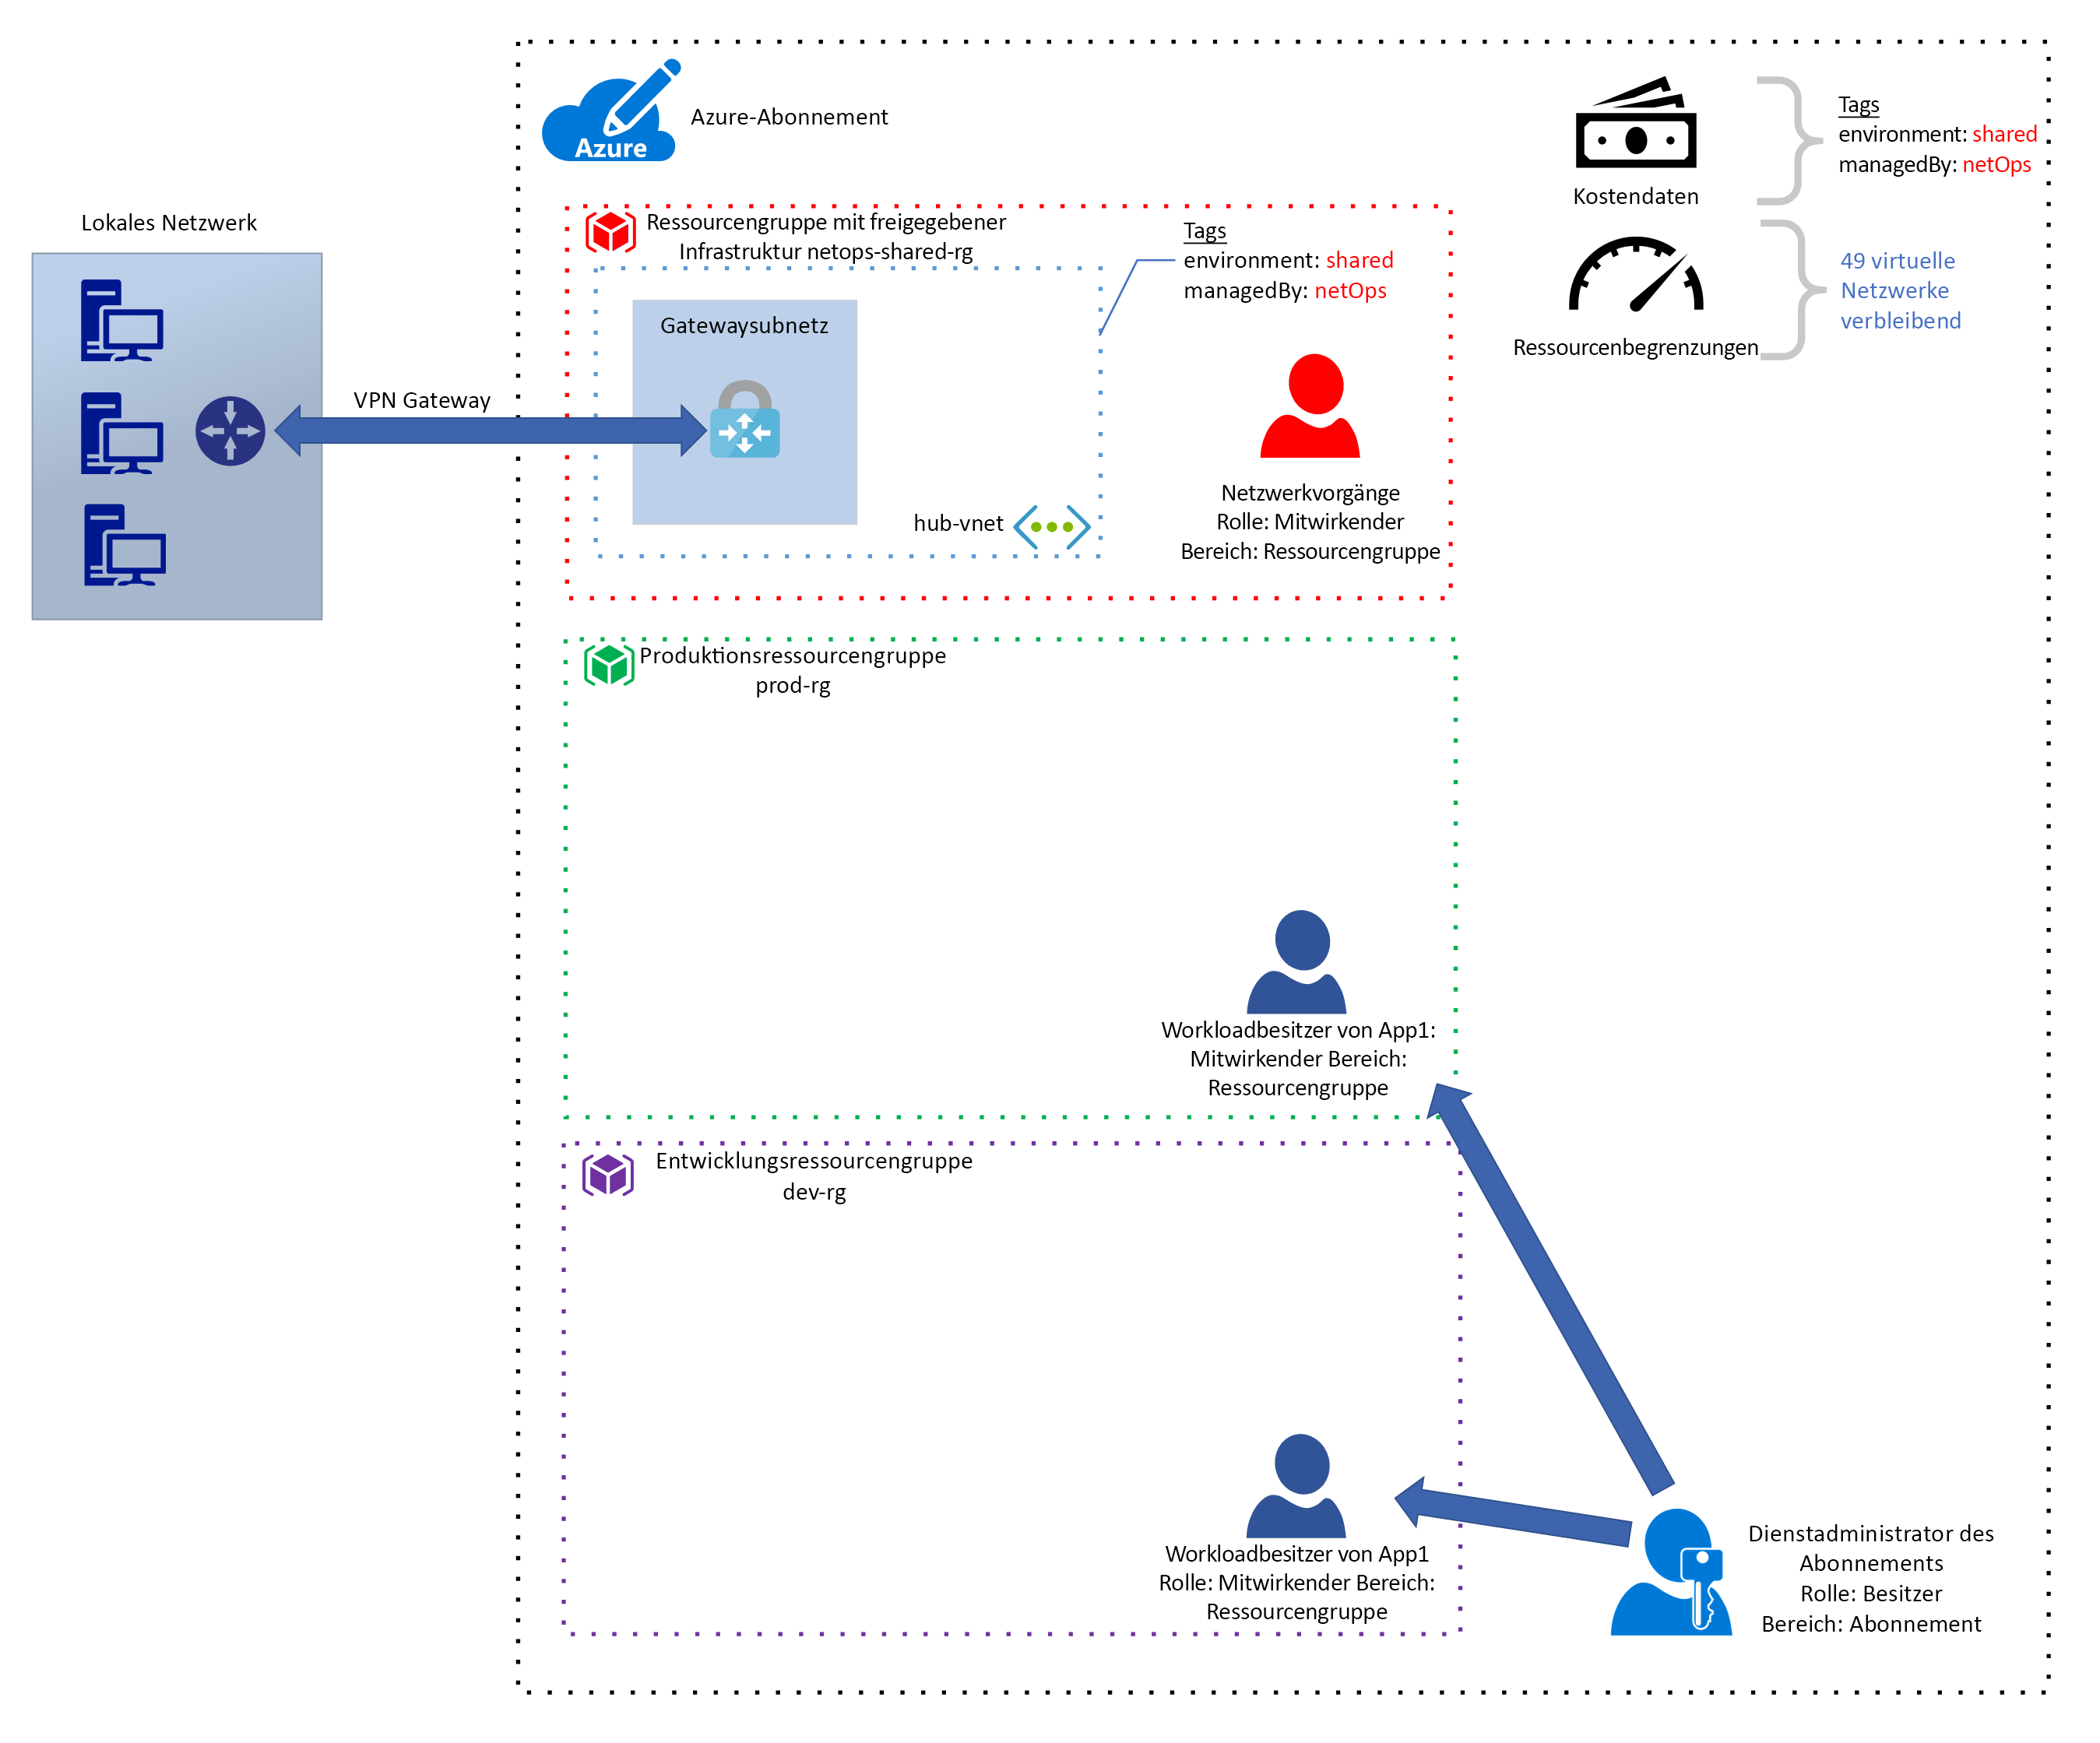 Azure
Azure-Abonnement
Kostendaten
Tags
environment: shared
managedBy: netOps
Ressourcenbegrenzungen
49 virtuelle
Netzwerke
verbleibend
Lokales Netzwerk
VPN Gateway
Ressourcengruppe mit freigegebener
Infrastruktur netops-shared-rg
Gatewaysubnetz
hub-vnet
Tags
environment: shared
managedBy: netOps
Netzwerkvorgänge
Rolle: Mitwirkender
Bereich: Ressourcengruppe
Produktionsressourcengruppe
prod-rg
Workloadbesitzer von App1:
Mitwirkender Bereich:
Ressourcengruppe
Entwicklungsressourcengruppe
dev-rg
Workloadbesitzer von App1
Rolle: Mitwirkender Bereich:
Ressourcengruppe
Dienstadministrator des
Abonnements
Rolle: Besitzer
Bereich: Abonnement